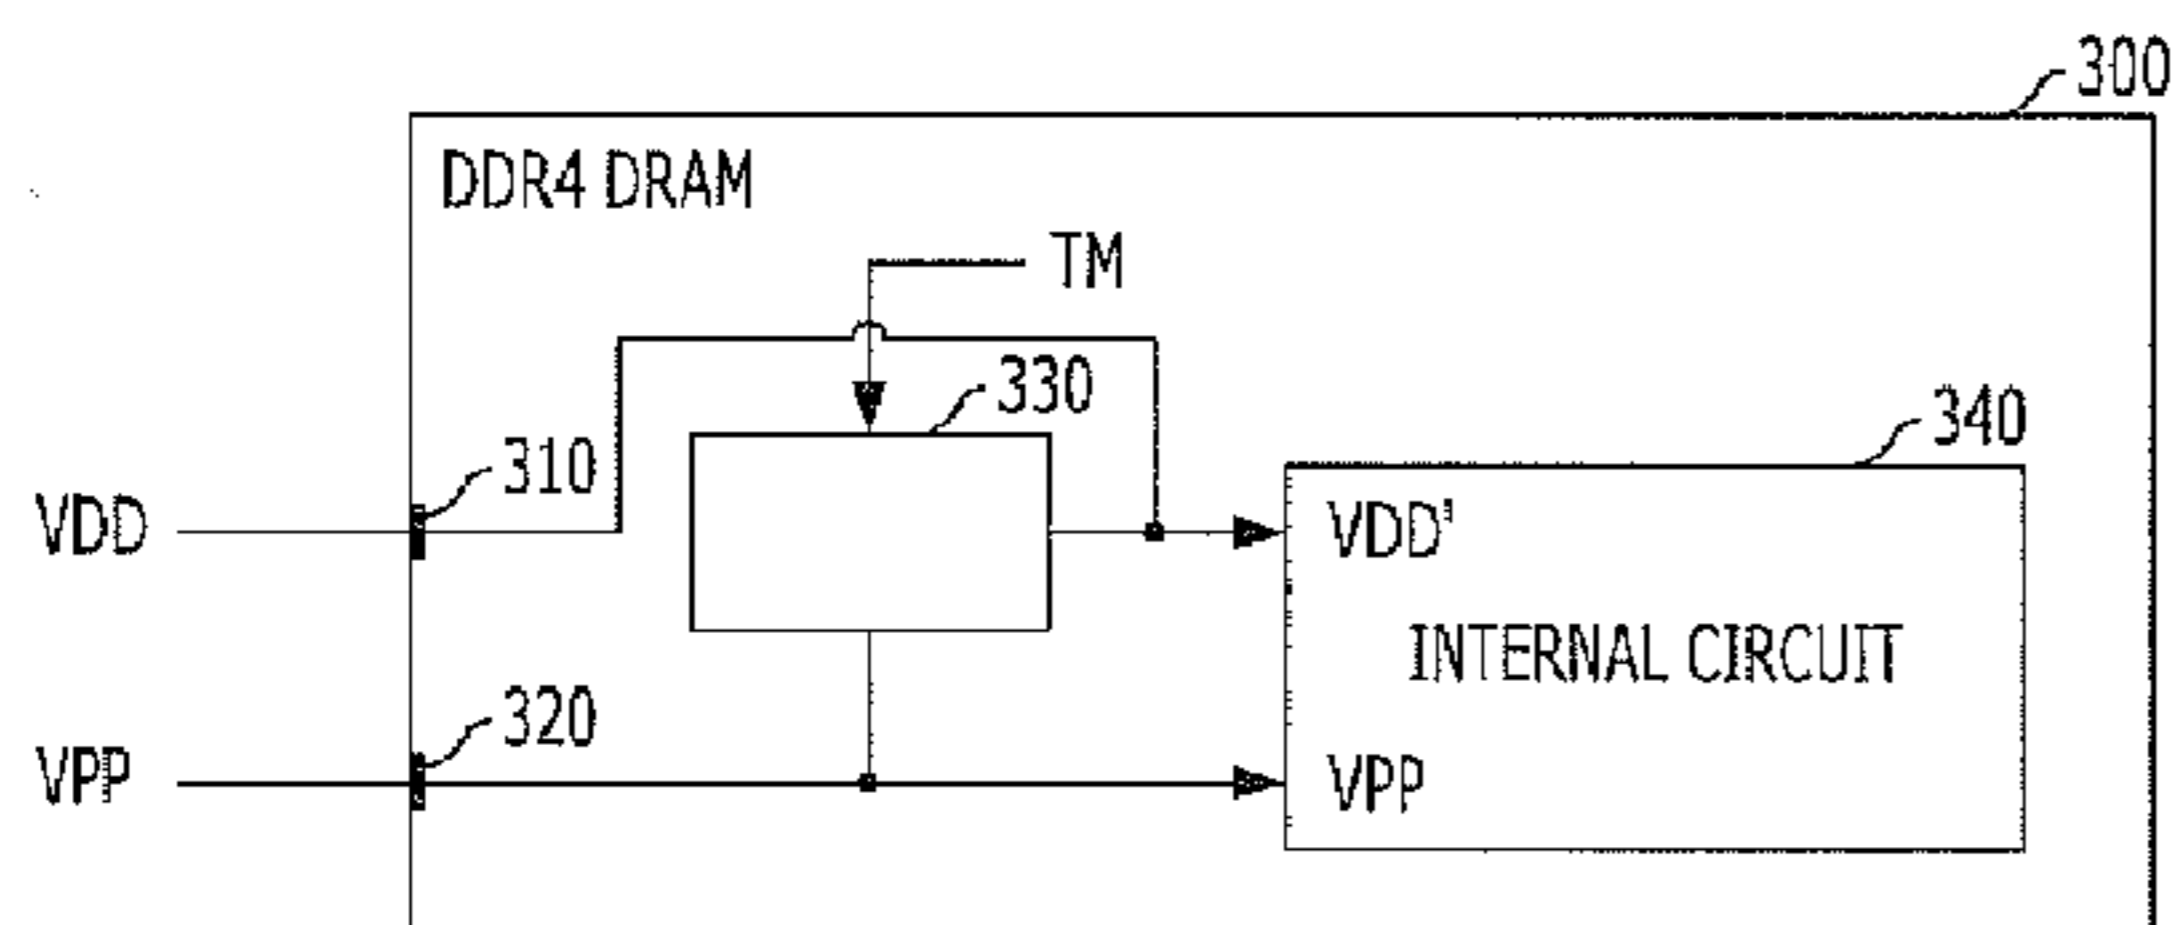 300
DDR4 DRAM
TM
330
340
310
VDD
VDD'
INTERNAL CIRCUIT
320
VPP
VPP